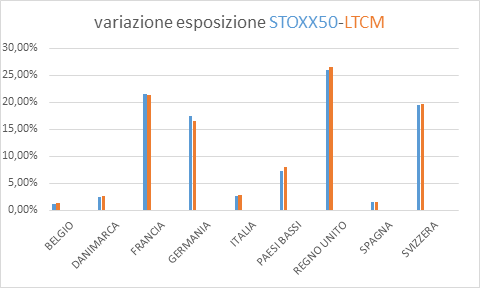 variazione esposizione STOXX50-LTCM
30,00%
25,00%
20,00%
15,00%
10,00%
5,00%
0,00%
BELGIO
DANIMARCA
FRANCIA
GERMANIA
ITALIA
PAESI BASSI
REGNO UNITO
SPAGNA
SVIZZERA